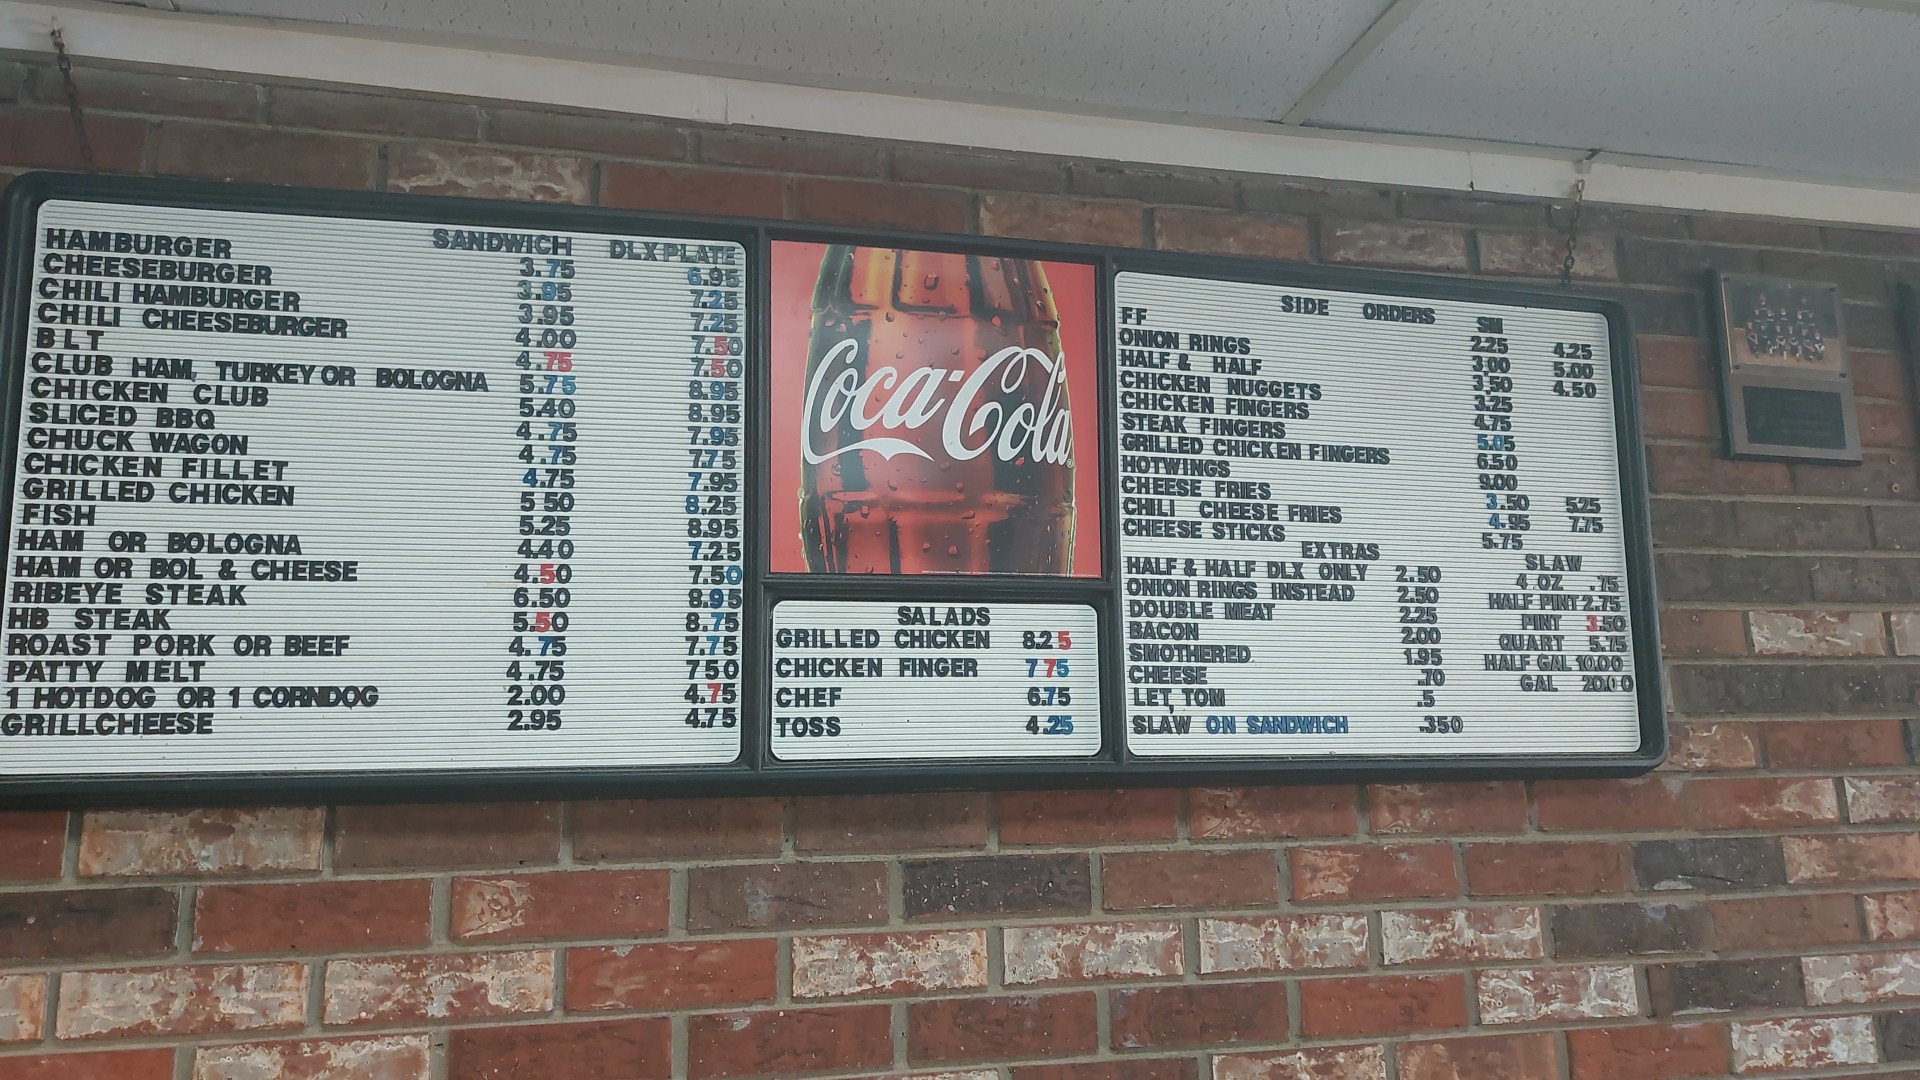 SANDWICH DLX PLATE
HAMBURGER 3.75 6.95
CHEESEBURGER 3.95 7.25
CHILI HAMBURGER 3.95 7.25
CHILI CHEESEBURGER 4.00 7.50
BLT 4.75 7.50
CLUB HAM, TURKEY OR BOLOGNA 5.75 8.95
CHICKEN CLUB 5.40 8.95
SLICED BBQ 4.75 7.95
CHUCK WAGON 4.75 7.75
CHICKEN FILLET 4.75 7.95
GRILLED CHICKEN 5 50 8.25
FISH 5.25 8.95
HAM OR BOLOGNA 4.40 7.25
HAM OR BOL & CHEESE 4.50 7.50
RIBEYE STEAK 6.50 8.95
HB STEAK 5.50 8.75
ROAST PORK OR BEEF 4.75 7.75
PATTY MELT 4.75 7 50
1 HOTDOG OR 1 CORNDOG 2.00 4.75
GRILLCHEESE 2.95 4.75
Coca-Cola
SALADS
GRILLED CHICKEN 8.2 5
CHICKEN FINGER 7 75
CHEF 6.75
TOSS 4.25
SIDE ORDERS SM
FF 2.25 4.25
ONION RINGS 3.00 5.00
HALF & HALF 3.50 4.50
CHICKEN NUGGETS 3.25
CHICKEN FINGERS 4.75
STEAK FINGERS 5.05
GRILLED CHICKEN FINGERS 6.50
HOTWINGS 9.00
CHEESE FRIES 3.50 5.25
CHILI CHEESE FRIES 4.95 7.75
CHEESE STICKS 5.75
EXTRAS
HALF & HALF DLX ONLY 2.50
ONION RINGS INSTEAD 2.50
DOUBLE MEAT 2.25
BACON 2.00
SMOTHERED 1.95
CHEESE .70
LET, TOM .5
SLAW ON SANDWICH .350
SLAW
4 OZ .75
HALF PINT 2.75
PINT 3.50
QUART 5.75
HALF GAL 10.00
GAL 20.0 0